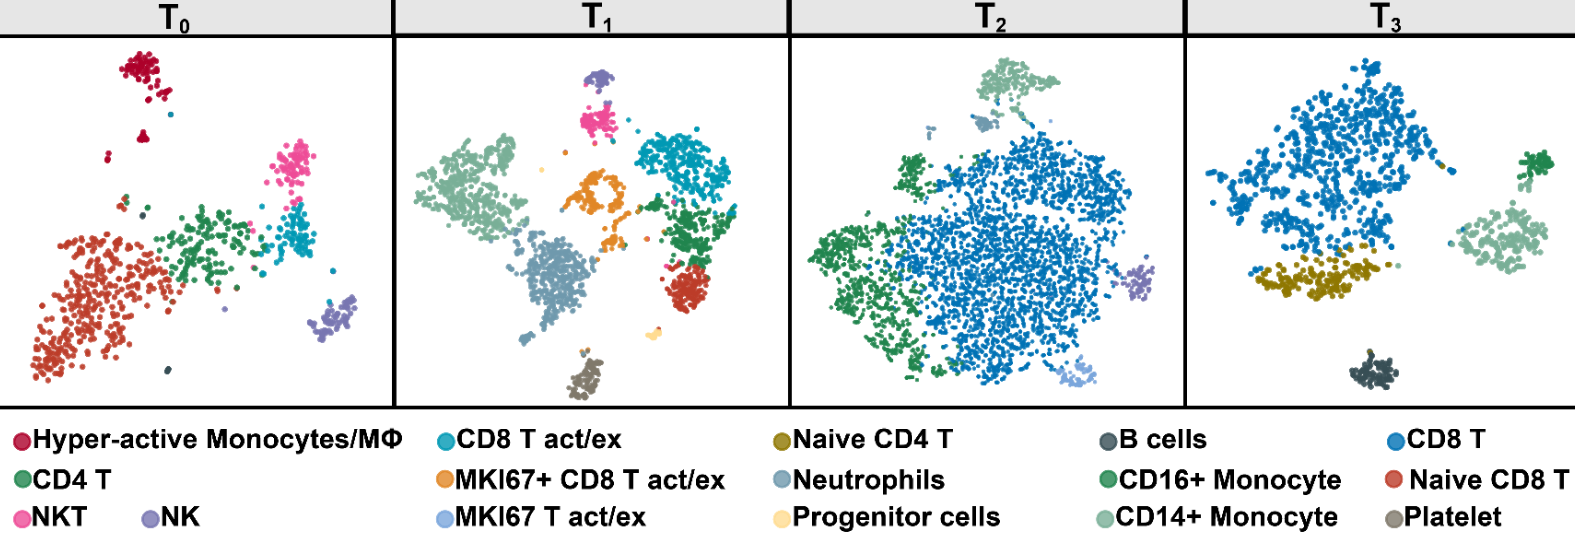 T0 T1 T2 T3
Hyper-active Monocytes/MΦ CD8 T act/ex Naive CD4 T B cells CD8 T
CD4 T MKI67+ CD8 T act/ex Neutrophils CD16+ Monocyte Naive CD8 T
NKT NK MKI67 T act/ex Progenitor cells CD14+ Monocyte Platelet